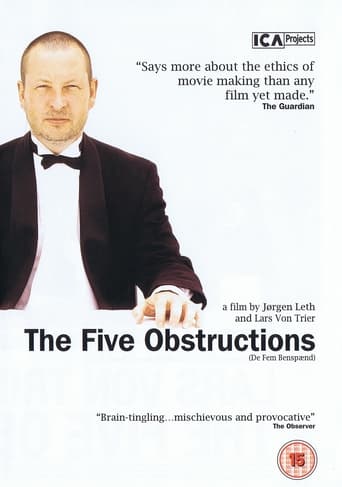 ICA Projects
“Says more about the ethics of
movie making than any
film yet made.”
The Guardian
a film by Jørgen Leth
and Lars Von Trier
The Five Obstructions
(De Fem Benspænd)
“Brain-tingling...mischievous and provocative”
The Observer
15